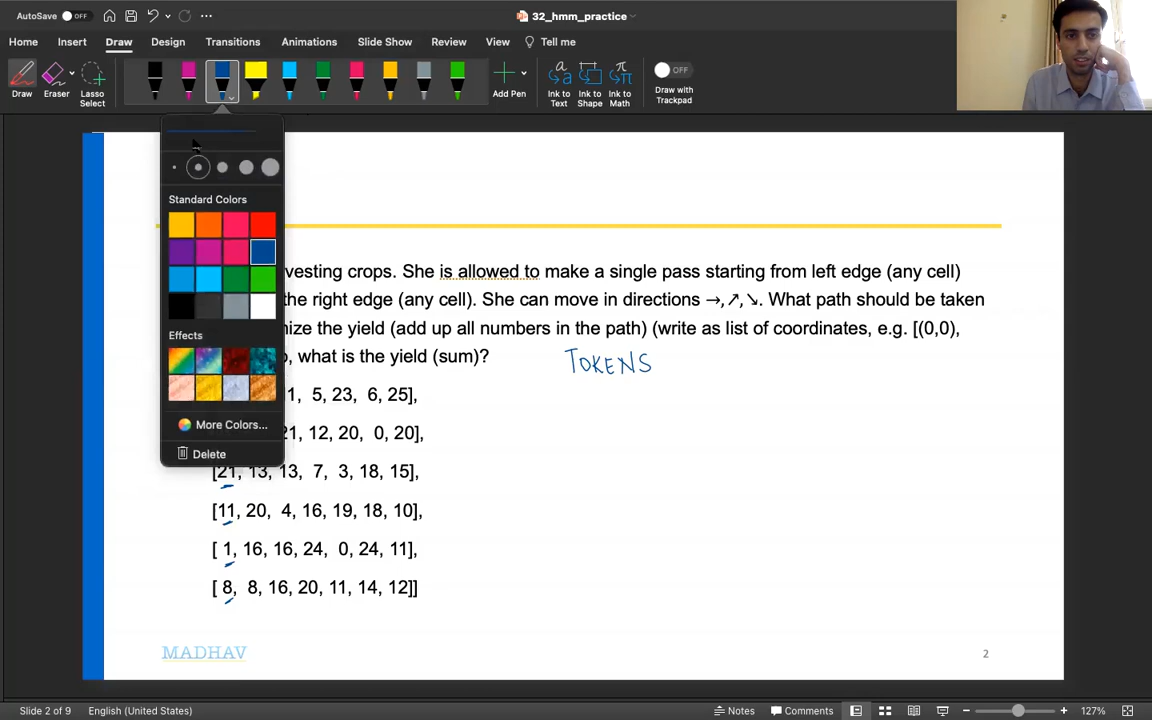 AutoSave OFF 32_hmm_practice
Home Insert Draw Design Transitions Animations Slide Show Review View Tell me
Draw Eraser Lasso Select Add Pen Ink to Text Ink to Shape Ink to Math OFF Draw with Trackpad
Standard Colors
Effects
More Colors...
Delete
vesting crops. She is allowed to make a single pass starting from left edge (any cell)
the right edge (any cell). She can move in directions →,↗,↘. What path should be taken
ize the yield (add up all numbers in the path) (write as list of coordinates, e.g. [(0,0),
, what is the yield (sum)?
TOKENS
1, 5, 23, 6, 25],
21, 12, 20, 0, 20],
[21, 13, 13, 7, 3, 18, 15],
[11, 20, 4, 16, 19, 18, 10],
[ 1, 16, 16, 24, 0, 24, 11],
[ 8, 8, 16, 20, 11, 14, 12]]
MADHAV
2
Slide 2 of 9 English (United States) Notes Comments 127%